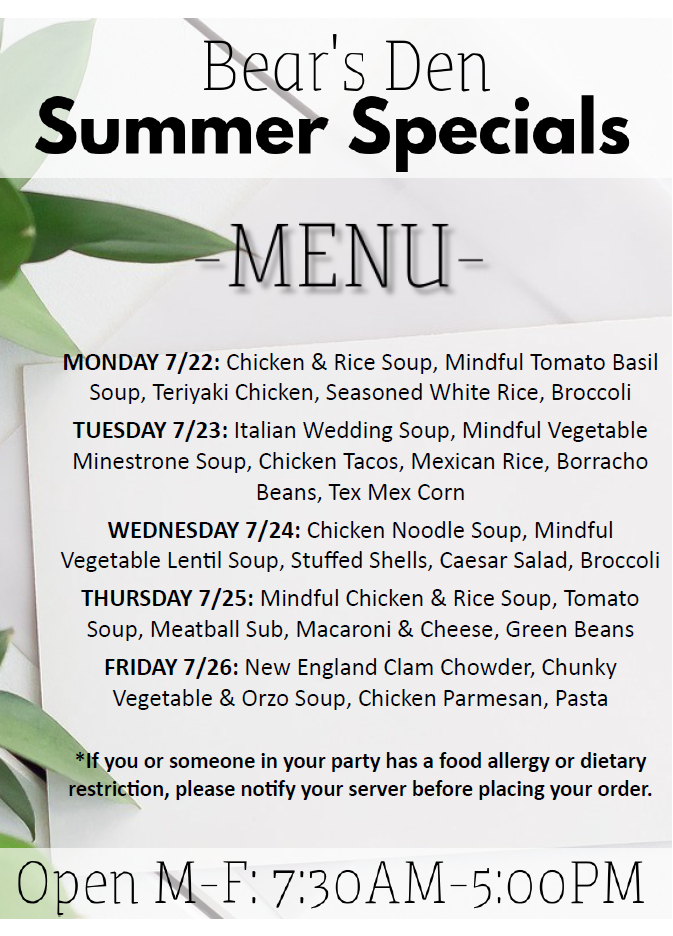 Bear's Den
Summer Specials
-MENU-
MONDAY 7/22: Chicken & Rice Soup, Mindful Tomato Basil
Soup, Teriyaki Chicken, Seasoned White Rice, Broccoli
TUESDAY 7/23: Italian Wedding Soup, Mindful Vegetable
Minestrone Soup, Chicken Tacos, Mexican Rice, Borracho
Beans, Tex Mex Corn
WEDNESDAY 7/24: Chicken Noodle Soup, Mindful
Vegetable Lentil Soup, Stuffed Shells, Caesar Salad, Broccoli
THURSDAY 7/25: Mindful Chicken & Rice Soup, Tomato
Soup, Meatball Sub, Macaroni & Cheese, Green Beans
FRIDAY 7/26: New England Clam Chowder, Chunky
Vegetable & Orzo Soup, Chicken Parmesan, Pasta
*If you or someone in your party has a food allergy or dietary
restriction, please notify your server before placing your order.
Open M-F: 7:30AM-5:00PM